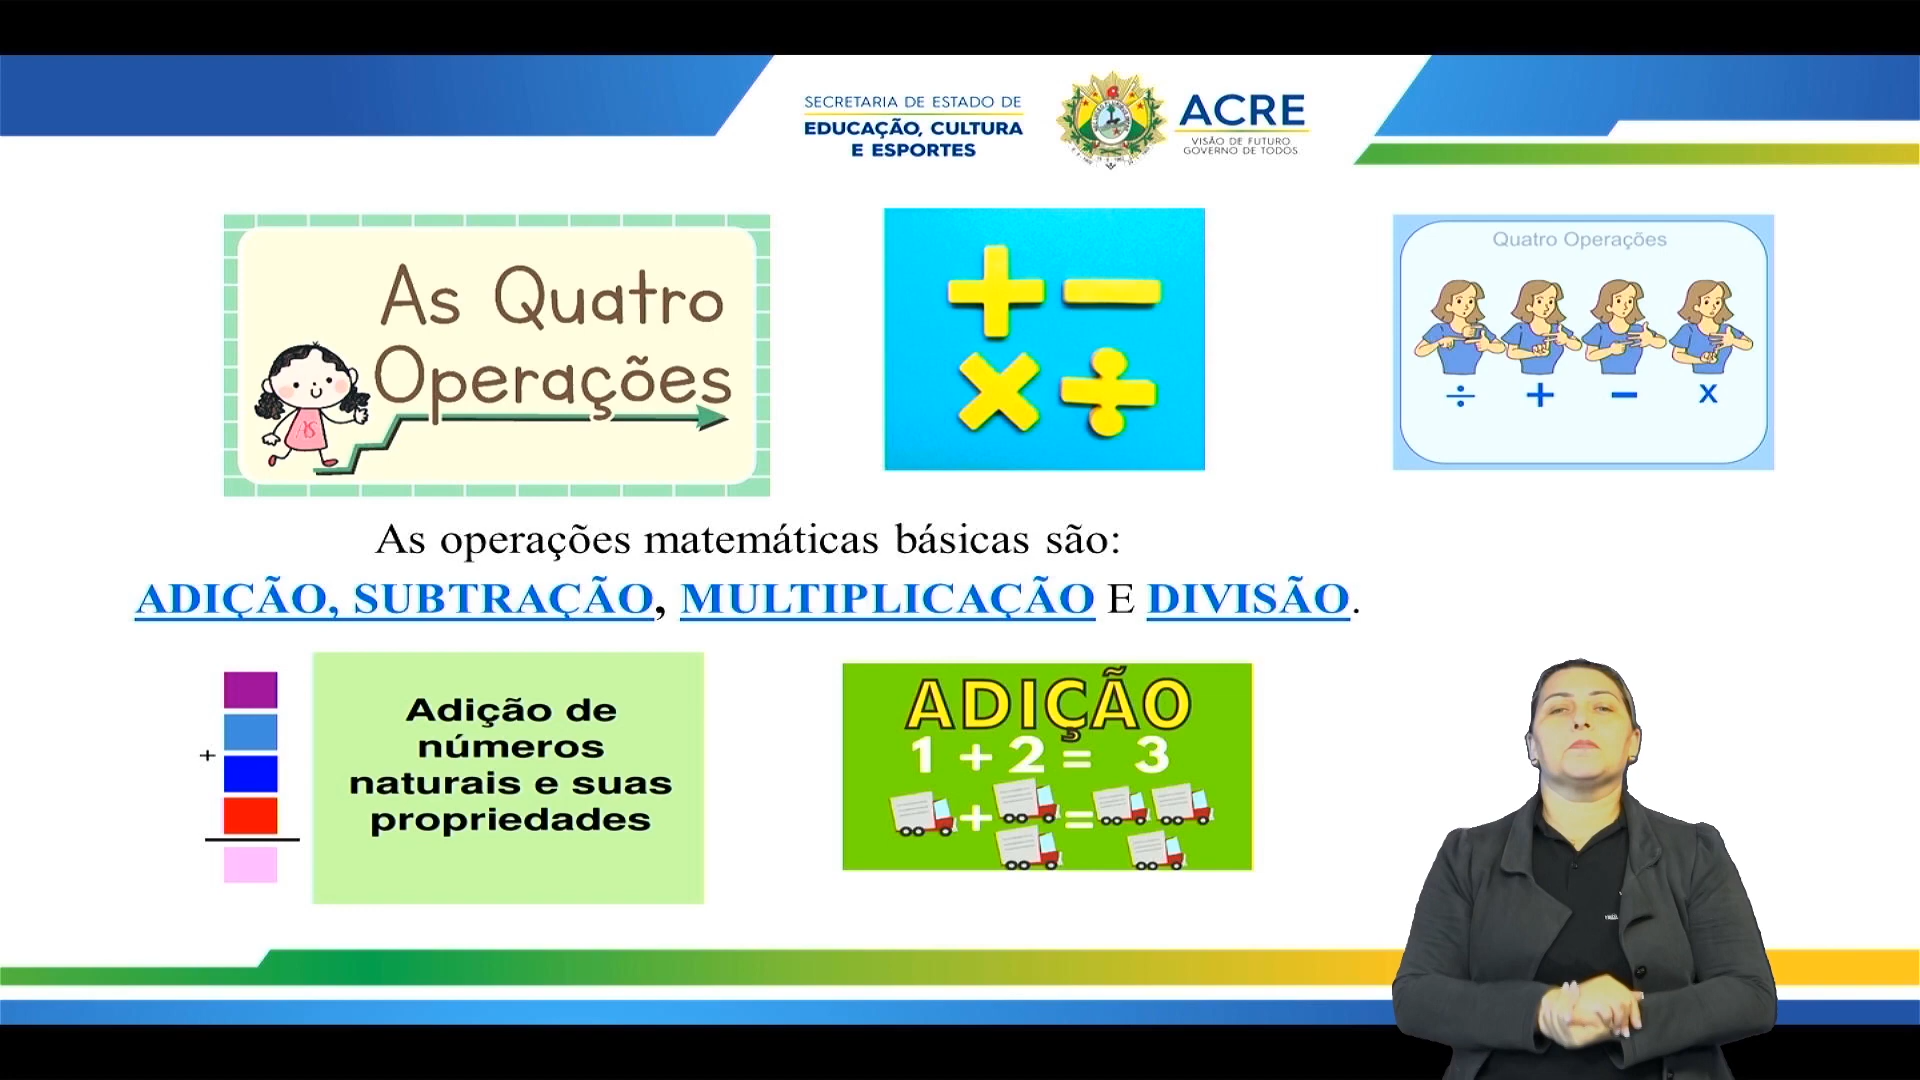 SECRETARIA DE ESTADO DE
EDUCAÇÃO, CULTURA
E ESPORTES
ACRE
VISÃO DE FUTURO
GOVERNO DE TODOS
As Quatro
Operações
+ −
× ÷
Quatro Operações
÷ + − x
As operações matemáticas básicas são:
ADIÇÃO, SUBTRAÇÃO, MULTIPLICAÇÃO E DIVISÃO.
+
Adição de
números
naturais e suas
propriedades
ADIÇÃO
1 + 2 = 3
+ =